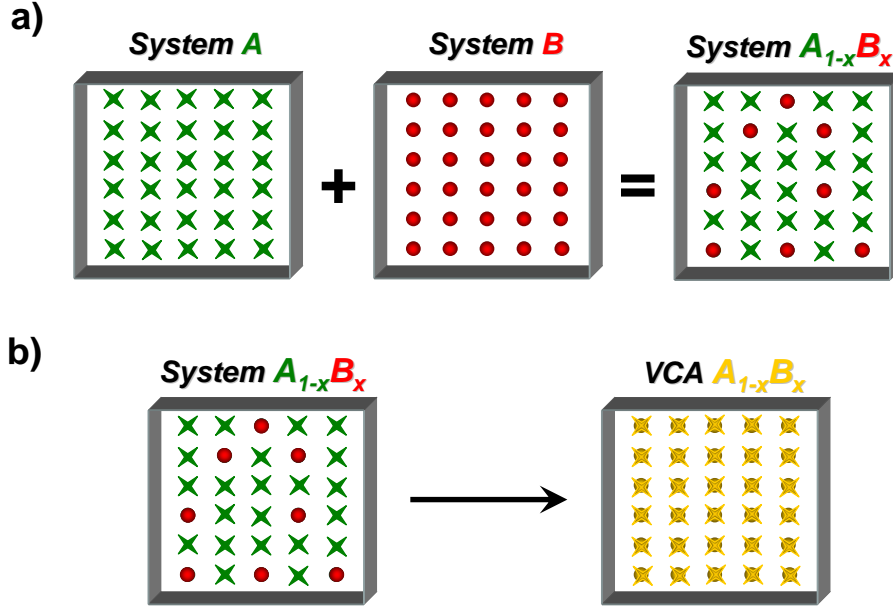 a)
System A
System B
System A1-xBx
+
=
b)
System A1-xBx
VCA A1-xBx